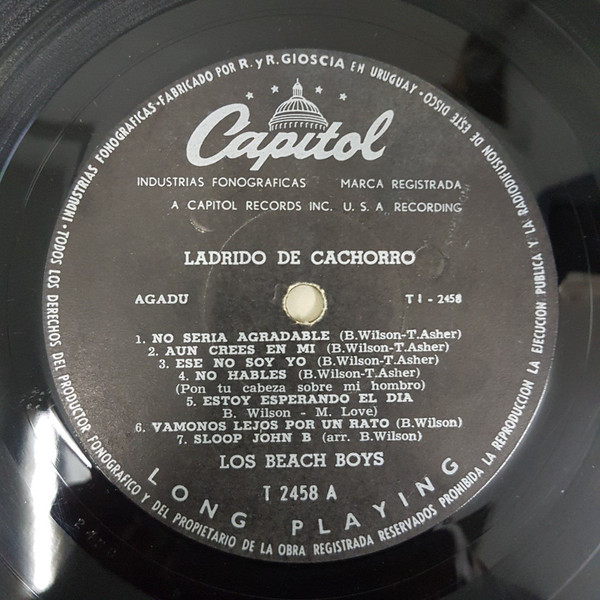 INDUSTRIAS FONOGRAFICAS·FABRICADO POR R. y R. GIOSCIA EN URUGUAY·DISCO
Capitol
INDUSTRIAS FONOGRAFICAS MARCA REGISTRADA
A CAPITOL RECORDS INC. U. S. A RECORDING
LADRIDO DE CACHORRO
AGADU T I - 2458
1. NO SERIA AGRADABLE (B.Wilson-T.Asher)
2. AUN CREES EN MI (B.Wilson-T.Asher)
3. ESE NO SOY YO (B.Wilson-T.Asher)
4. NO HABLES (B.Wilson-T.Asher)
(Pon tu cabeza sobre mi hombro)
5. ESTOY ESPERANDO EL DIA
B. Wilson - M. Love)
6. VAMONOS LEJOS POR UN RATO (B.Wilson)
7. SLOOP JOHN B (arr. B.Wilson)
LOS BEACH BOYS
T 2458 A
LONG PLAYING
TODOS LOS DERECHOS DEL PRODUCTOR FONOGRAFICO Y DEL PROPIETARIO DE LA OBRA REGISTRADA RESERVADOS PROHIBIDA LA REPRODUCCION LA EJECUCION PUBLICA Y LA RADIODIFUSION DE ESTE DISCO